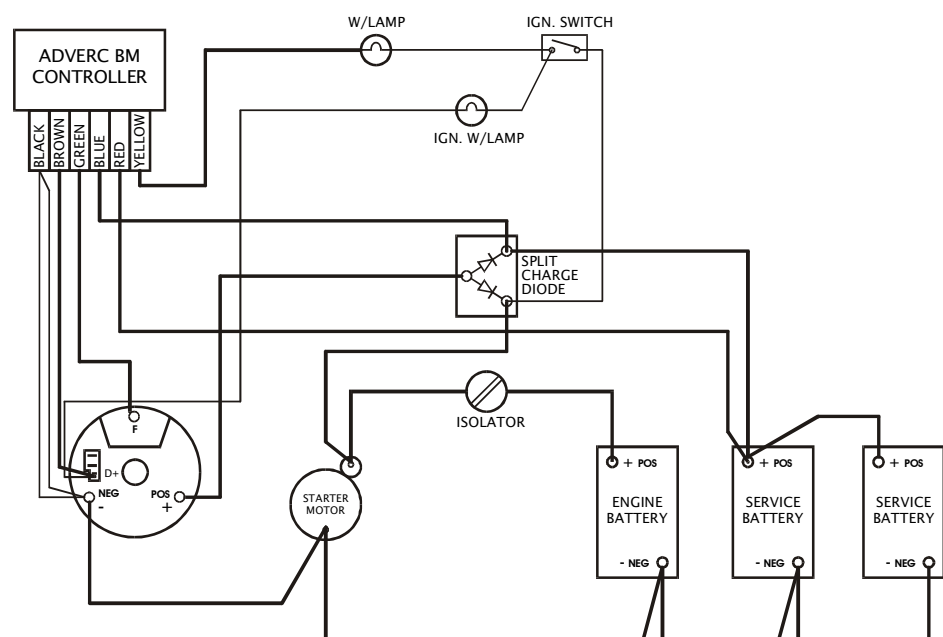 W/LAMP
IGN. SWITCH
ADVERC BM
CONTROLLER
BLACK
BROWN
GREEN
BLUE
RED
YELLOW
IGN. W/LAMP
SPLIT
CHARGE
DIODE
ISOLATOR
F
D+
NEG
-
POS
+
STARTER
MOTOR
+ POS
ENGINE
BATTERY
- NEG
+ POS
SERVICE
BATTERY
- NEG
+ POS
SERVICE
BATTERY
- NEG